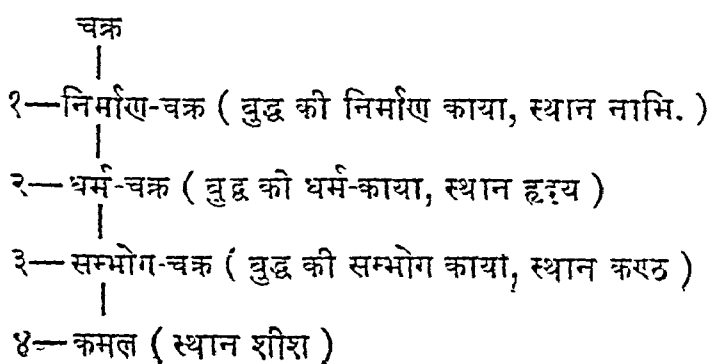 चक्र
१—निर्माण-चक्र ( वुद्ध की निर्माण काया, स्थान नाभि. )
२—धर्म-चक्र ( वुद्ध को धर्म-काया, स्थान हृदय )
३—सम्भोग-चक्र ( वुद्ध की सम्भोग काया, स्थान कण्ठ )
४—कमल ( स्थान शीश )